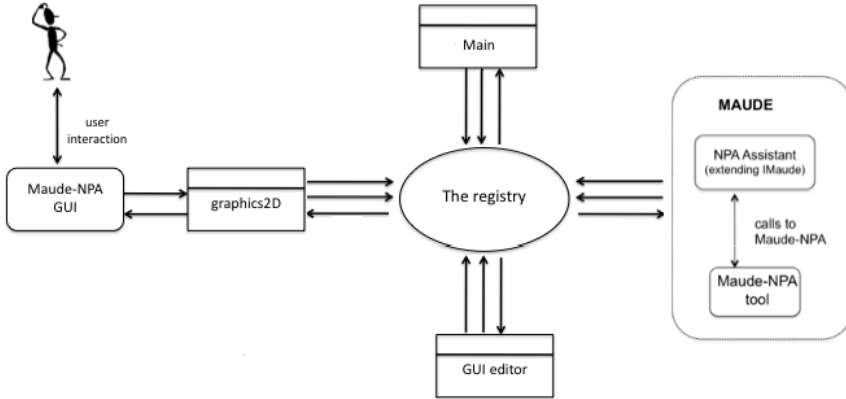 Main
MAUDE
user
interaction
NPA Assistant
(extending IMaude)
Maude-NPA
GUI
graphics2D
The registry
calls to
Maude-NPA
Maude-NPA
tool
GUI editor